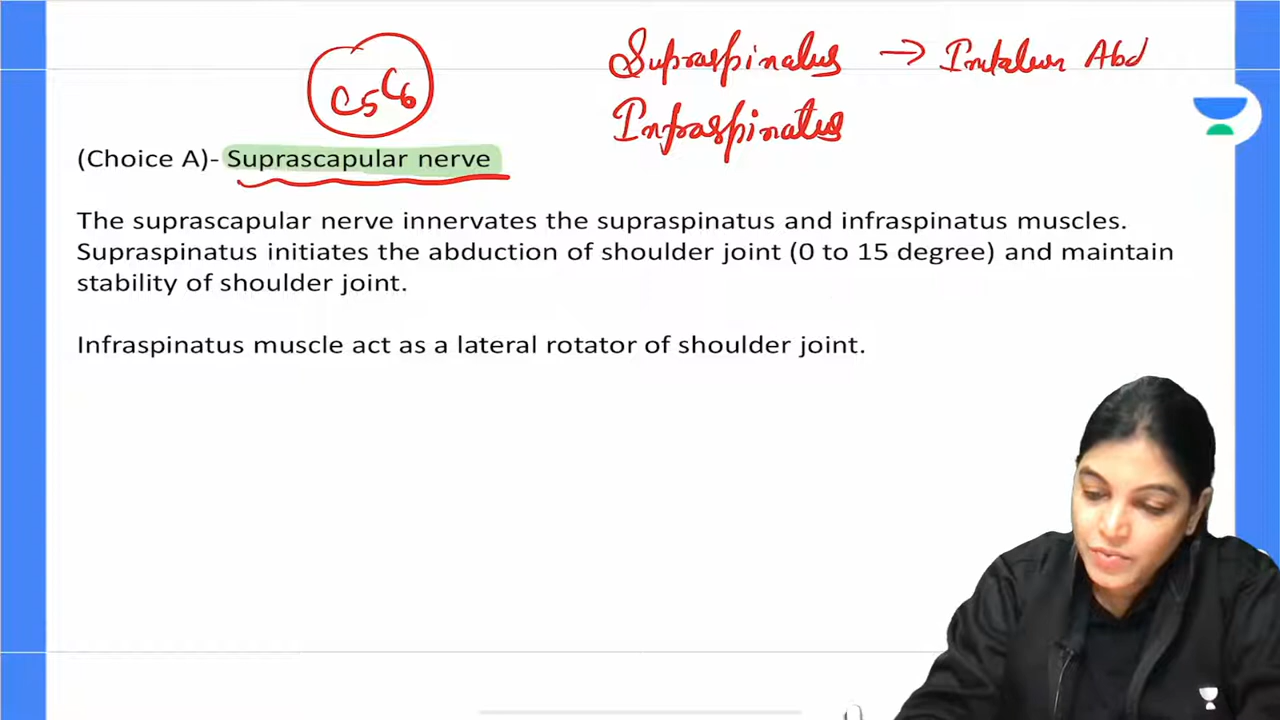 Supraspinatus →
Abd
C5 C6
Infraspinatus
(Choice A)- Suprascapular nerve
The suprascapular nerve innervates the supraspinatus and infraspinatus muscles.
Supraspinatus initiates the abduction of shoulder joint (0 to 15 degree) and maintain
stability of shoulder joint.
Infraspinatus muscle act as a lateral rotator of shoulder joint.